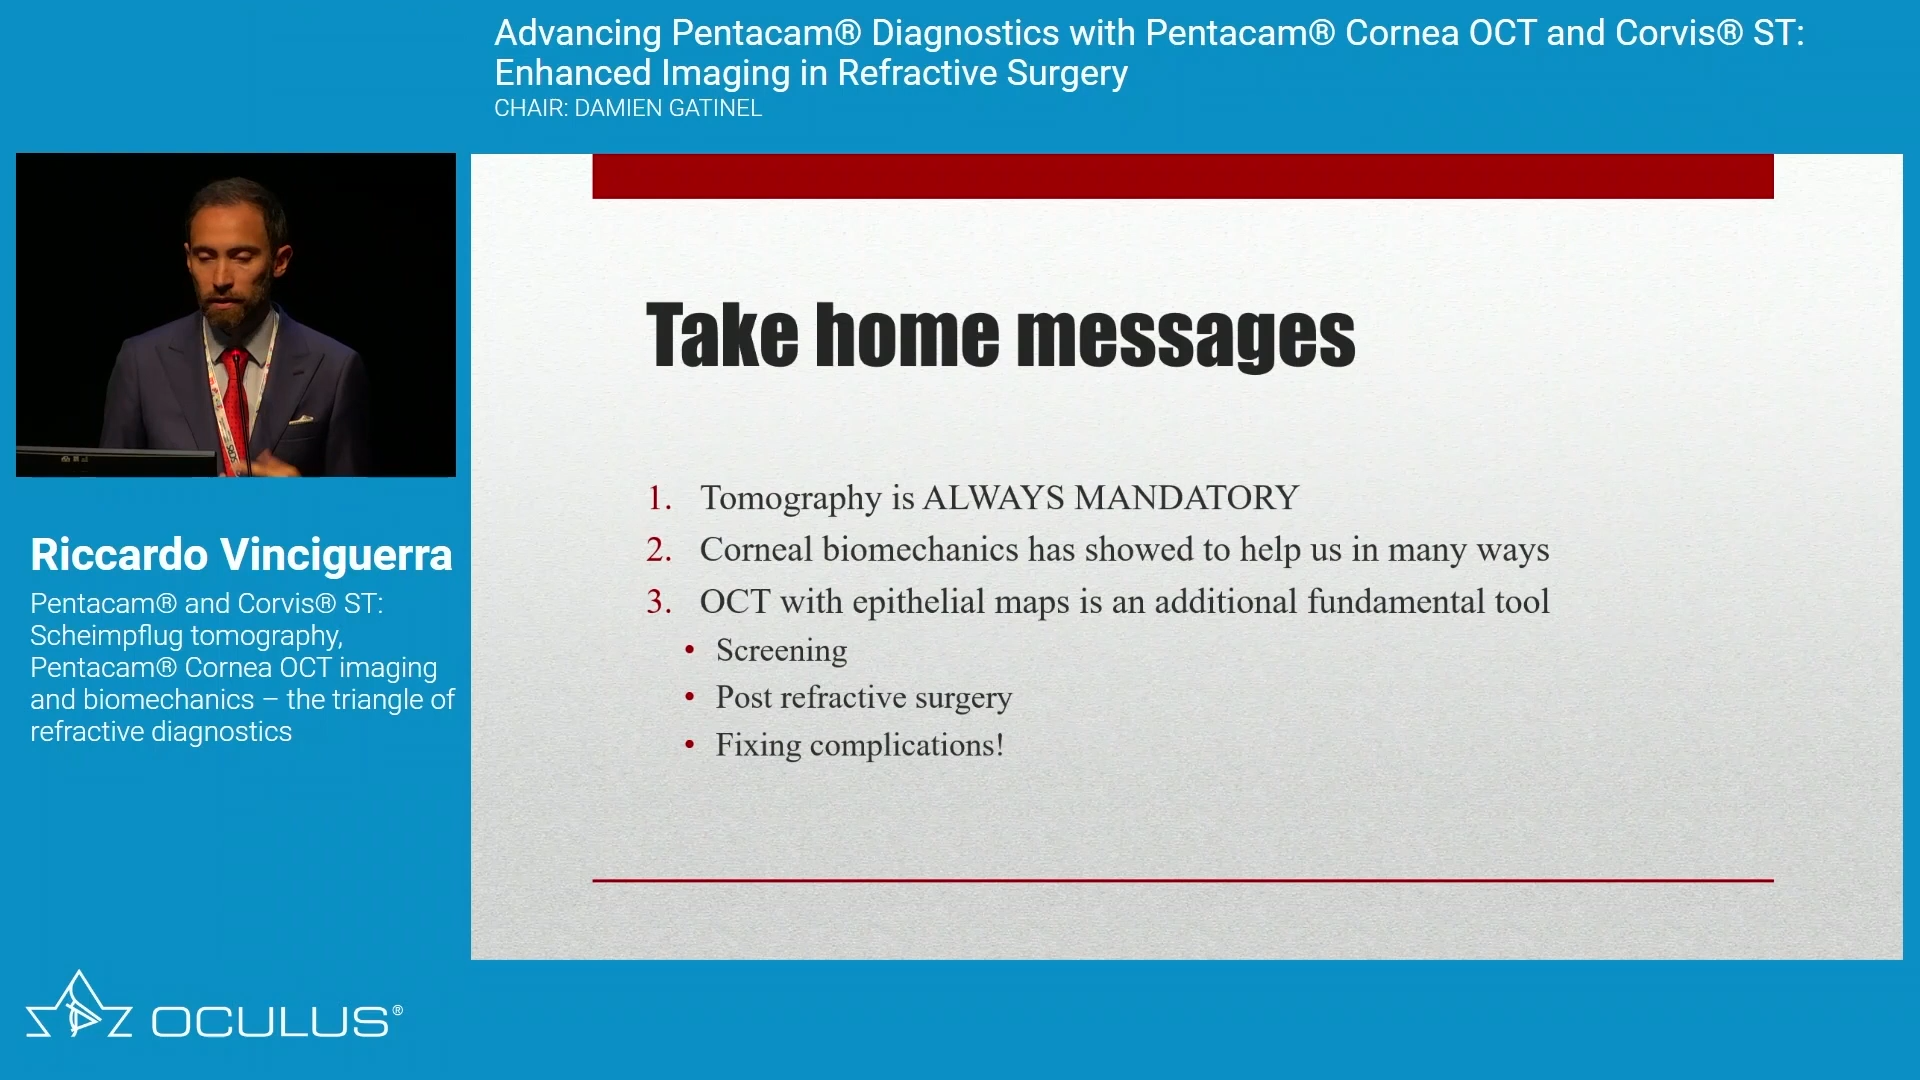 Advancing Pentacam® Diagnostics with Pentacam® Cornea OCT and Corvis® ST:
Enhanced Imaging in Refractive Surgery
CHAIR: DAMIEN GATINEL
Riccardo Vinciguerra
Pentacam® and Corvis® ST:
Scheimpflug tomography,
Pentacam® Cornea OCT imaging
and biomechanics – the triangle of
refractive diagnostics
OCULUS®
Take home messages
1. Tomography is ALWAYS MANDATORY
2. Corneal biomechanics has showed to help us in many ways
3. OCT with epithelial maps is an additional fundamental tool
• Screening
• Post refractive surgery
• Fixing complications!